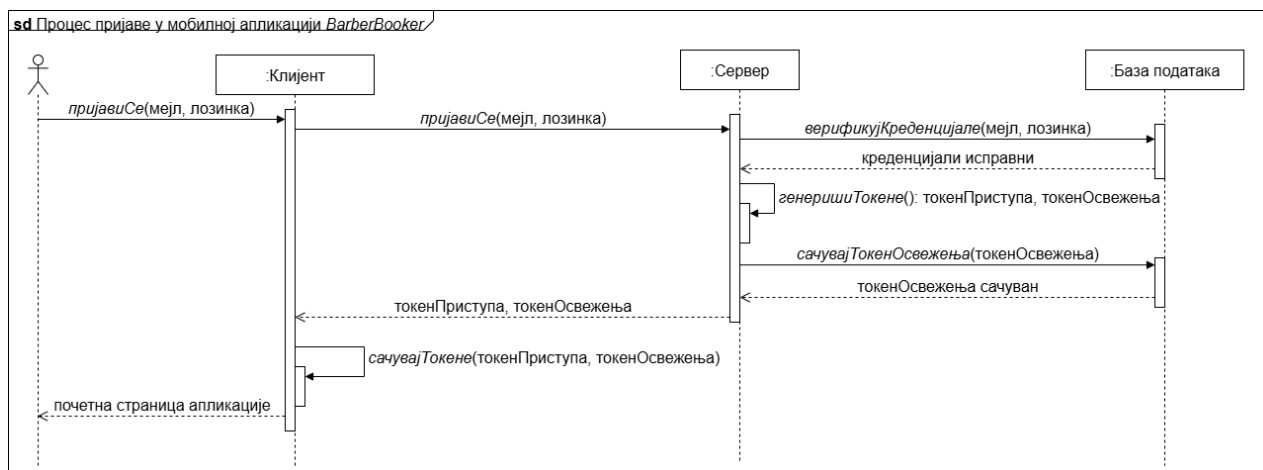 sd Процес пријаве у мобилној апликацији BarberBooker
:Клијент
:Сервер
:База података
пријавиСе(мејл, лозинка)
пријавиСе(мејл, лозинка)
верификујКреденцијале(мејл, лозинка)
креденцијали исправни
генеришиТокене(): токенПриступа, токенОсвежења
сачувајТокенОсвежења(токенОсвежења)
токенОсвежења сачуван
токенПриступа, токенОсвежења
сачувајТокене(токенПриступа, токенОсвежења)
почетна страница апликације